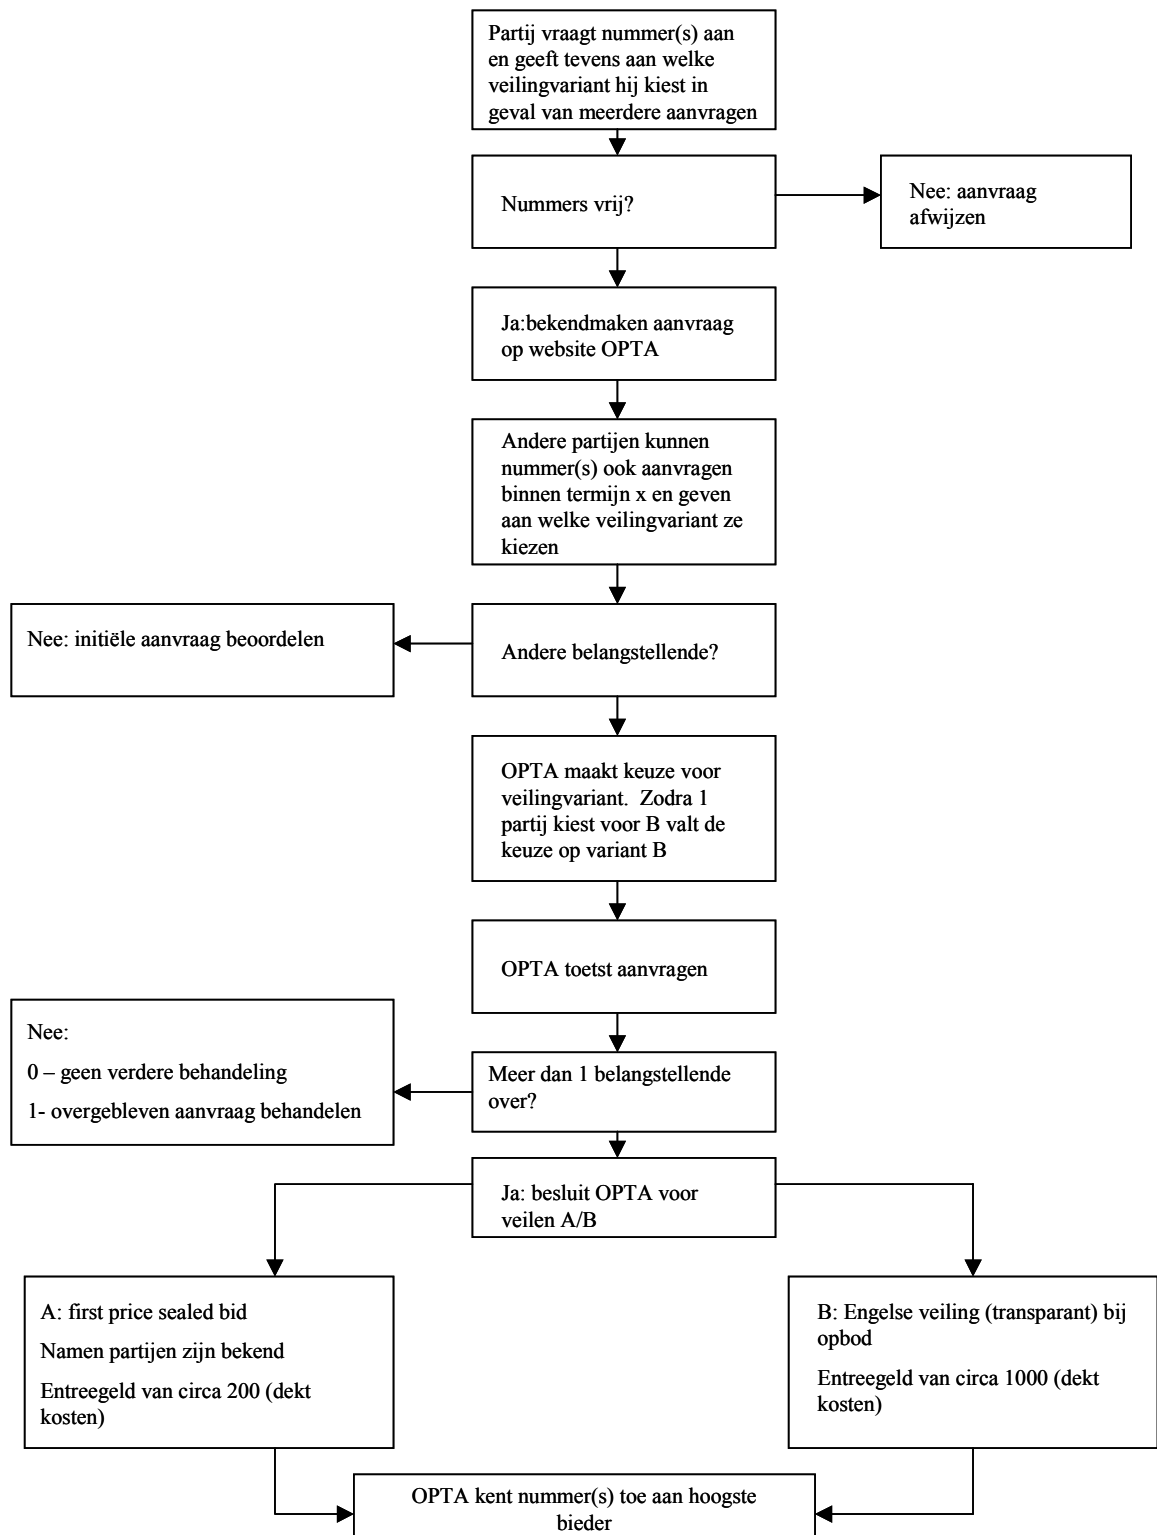 Partij vraagt nummer(s) aan
en geeft tevens aan welke
veilingvariant hij kiest in
geval van meerdere aanvragen
Nummers vrij?
Nee: aanvraag
afwijzen
Ja:bekendmaken aanvraag
op website OPTA
Andere partijen kunnen
nummer(s) ook aanvragen
binnen termijn x en geven
aan welke veilingvariant ze
kiezen
Nee: initiële aanvraag beoordelen
Andere belangstellende?
OPTA maakt keuze voor
veilingvariant.  Zodra 1
partij kiest voor B valt de
keuze op variant B
OPTA toetst aanvragen
Nee:
0 – geen verdere behandeling
1- overgebleven aanvraag behandelen
Meer dan 1 belangstellende
over?
Ja: besluit OPTA voor
veilen A/B
A: first price sealed bid
Namen partijen zijn bekend
Entreegeld van circa 200 (dekt
kosten)
B: Engelse veiling (transparant) bij
opbod
Entreegeld van circa 1000 (dekt
kosten)
OPTA kent nummer(s) toe aan hoogste
bieder